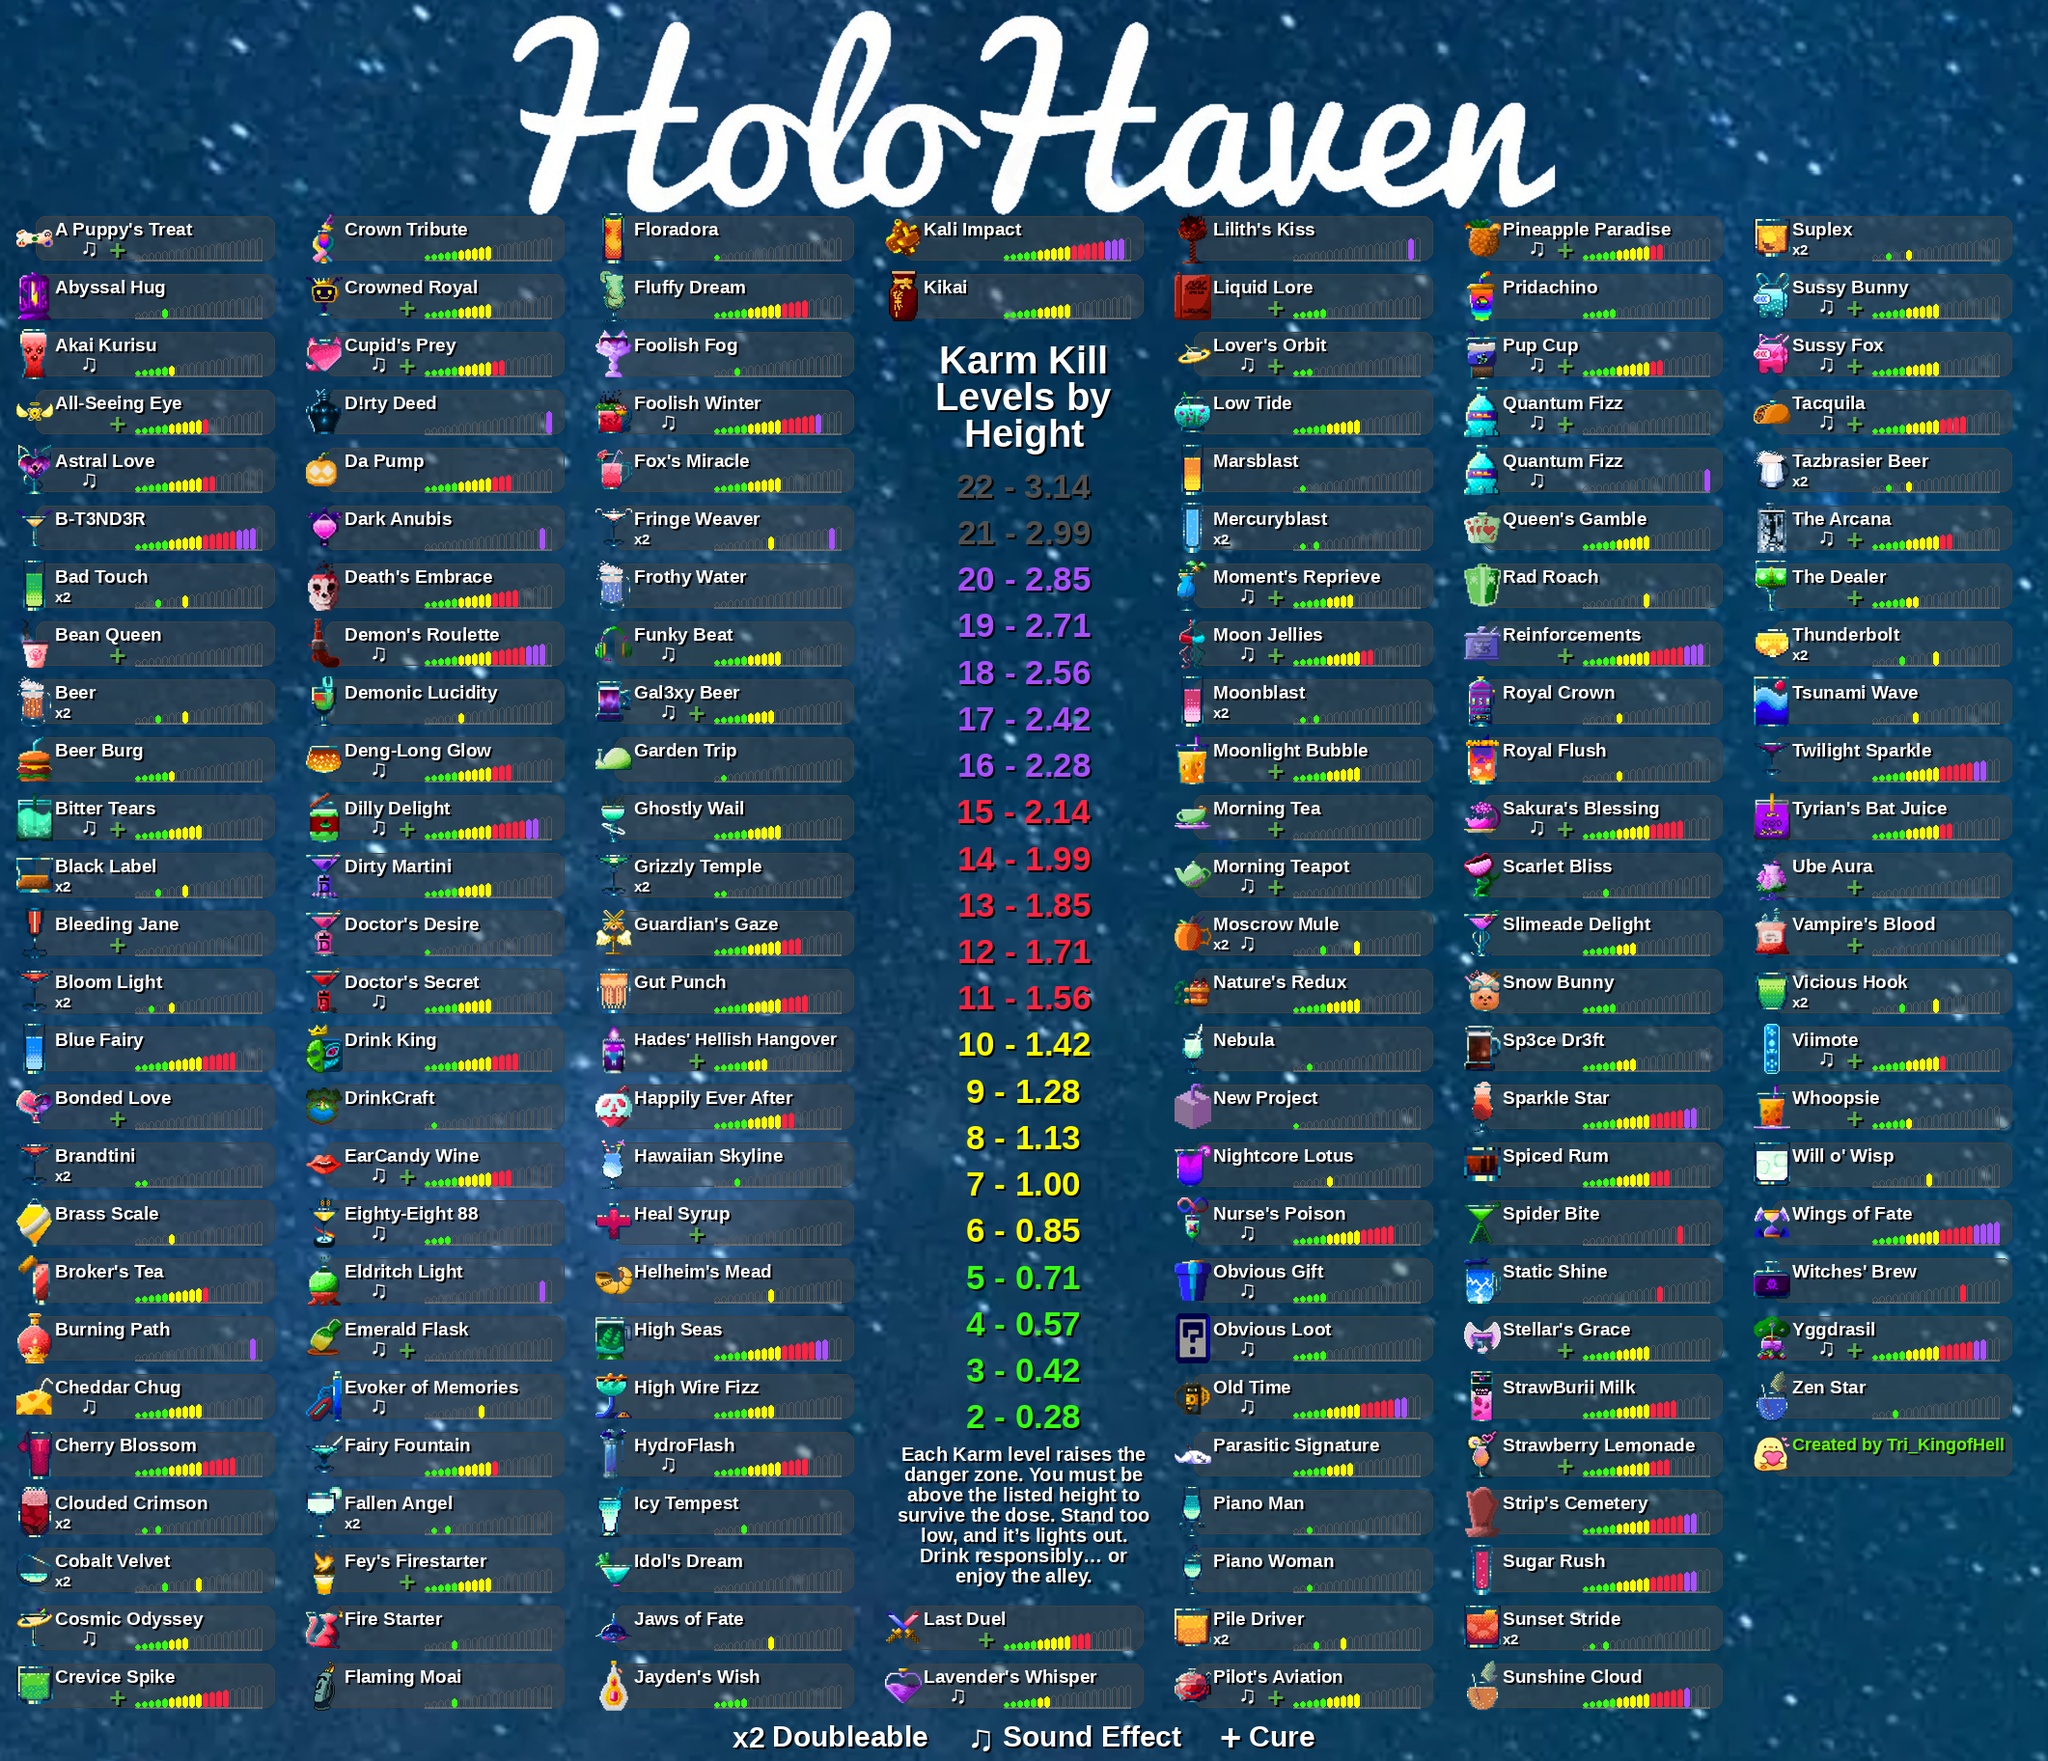 HoloHaven
A Puppy's Treat
♫ +
Abyssal Hug
Akai Kurisu
♫
All-Seeing Eye
+
Astral Love
♫
B-T3ND3R
Bad Touch
x2
Bean Queen
+
Beer
x2
Beer Burg
Bitter Tears
♫ +
Black Label
x2
Bleeding Jane
+
Bloom Light
x2
Blue Fairy
Bonded Love
+
Brandtini
x2
Brass Scale
Broker's Tea
Burning Path
Cheddar Chug
♫
Cherry Blossom
Clouded Crimson
x2
Cobalt Velvet
x2
Cosmic Odyssey
♫
Crevice Spike
+
Crown Tribute
Crowned Royal
+
Cupid's Prey
♫ +
D!rty Deed
Da Pump
Dark Anubis
Death's Embrace
Demon's Roulette
♫
Demonic Lucidity
Deng-Long Glow
♫
Dilly Delight
♫ +
Dirty Martini
Doctor's Desire
Doctor's Secret
♫
Drink King
DrinkCraft
EarCandy Wine
♫ +
Eighty-Eight 88
♫
Eldritch Light
♫
Emerald Flask
♫ +
Evoker of Memories
♫
Fairy Fountain
Fallen Angel
x2
Fey's Firestarter
+
Fire Starter
Flaming Moai
Floradora
Fluffy Dream
Foolish Fog
Foolish Winter
♫
Fox's Miracle
Fringe Weaver
x2
Frothy Water
Funky Beat
♫
Gal3xy Beer
♫ +
Garden Trip
Ghostly Wail
Grizzly Temple
x2
Guardian's Gaze
Gut Punch
Hades' Hellish Hangover
+
Happily Ever After
Hawaiian Skyline
Heal Syrup
+
Helheim's Mead
High Seas
High Wire Fizz
HydroFlash
♫
Icy Tempest
Idol's Dream
Jaws of Fate
Jayden's Wish
Kali Impact
Kikai
Karm Kill
Levels by
Height
22 - 3.14
21 - 2.99
20 - 2.85
19 - 2.71
18 - 2.56
17 - 2.42
16 - 2.28
15 - 2.14
14 - 1.99
13 - 1.85
12 - 1.71
11 - 1.56
10 - 1.42
9 - 1.28
8 - 1.13
7 - 1.00
6 - 0.85
5 - 0.71
4 - 0.57
3 - 0.42
2 - 0.28
Each Karm level raises the
danger zone. You must be
above the listed height to
survive the dose. Stand too
low, and it's lights out.
Drink responsibly... or
enjoy the alley.
Last Duel
+
Lavender's Whisper
♫
Lilith's Kiss
Liquid Lore
+
Lover's Orbit
♫ +
Low Tide
Marsblast
Mercuryblast
x2
Moment's Reprieve
♫ +
Moon Jellies
♫ +
Moonblast
x2
Moonlight Bubble
+
Morning Tea
+
Morning Teapot
♫ +
Moscrow Mule
x2 ♫
Nature's Redux
Nebula
New Project
Nightcore Lotus
Nurse's Poison
♫
Obvious Gift
♫
Obvious Loot
♫
Old Time
♫
Parasitic Signature
Piano Man
Piano Woman
Pile Driver
x2
Pilot's Aviation
♫ +
Pineapple Paradise
♫ +
Pridachino
Pup Cup
♫ +
Quantum Fizz
♫ +
Quantum Fizz
♫
Queen's Gamble
Rad Roach
Reinforcements
+
Royal Crown
Royal Flush
Sakura's Blessing
♫ +
Scarlet Bliss
Slimeade Delight
Snow Bunny
Sp3ce Dr3ft
Sparkle Star
Spiced Rum
Spider Bite
Static Shine
Stellar's Grace
+
StrawBurii Milk
Strawberry Lemonade
+
Strip's Cemetery
Sugar Rush
Sunset Stride
x2
Sunshine Cloud
Suplex
x2
Sussy Bunny
♫ +
Sussy Fox
♫ +
Tacquila
♫ +
Tazbrasier Beer
x2
The Arcana
♫ +
The Dealer
+
Thunderbolt
x2
Tsunami Wave
Twilight Sparkle
Tyrian's Bat Juice
Ube Aura
+
Vampire's Blood
+
Vicious Hook
x2
Viimote
♫ +
Whoopsie
+
Will o' Wisp
Wings of Fate
Witches' Brew
Yggdrasil
♫ +
Zen Star
Created by Tri_KingofHell
x2 Doubleable ♫ Sound Effect + Cure